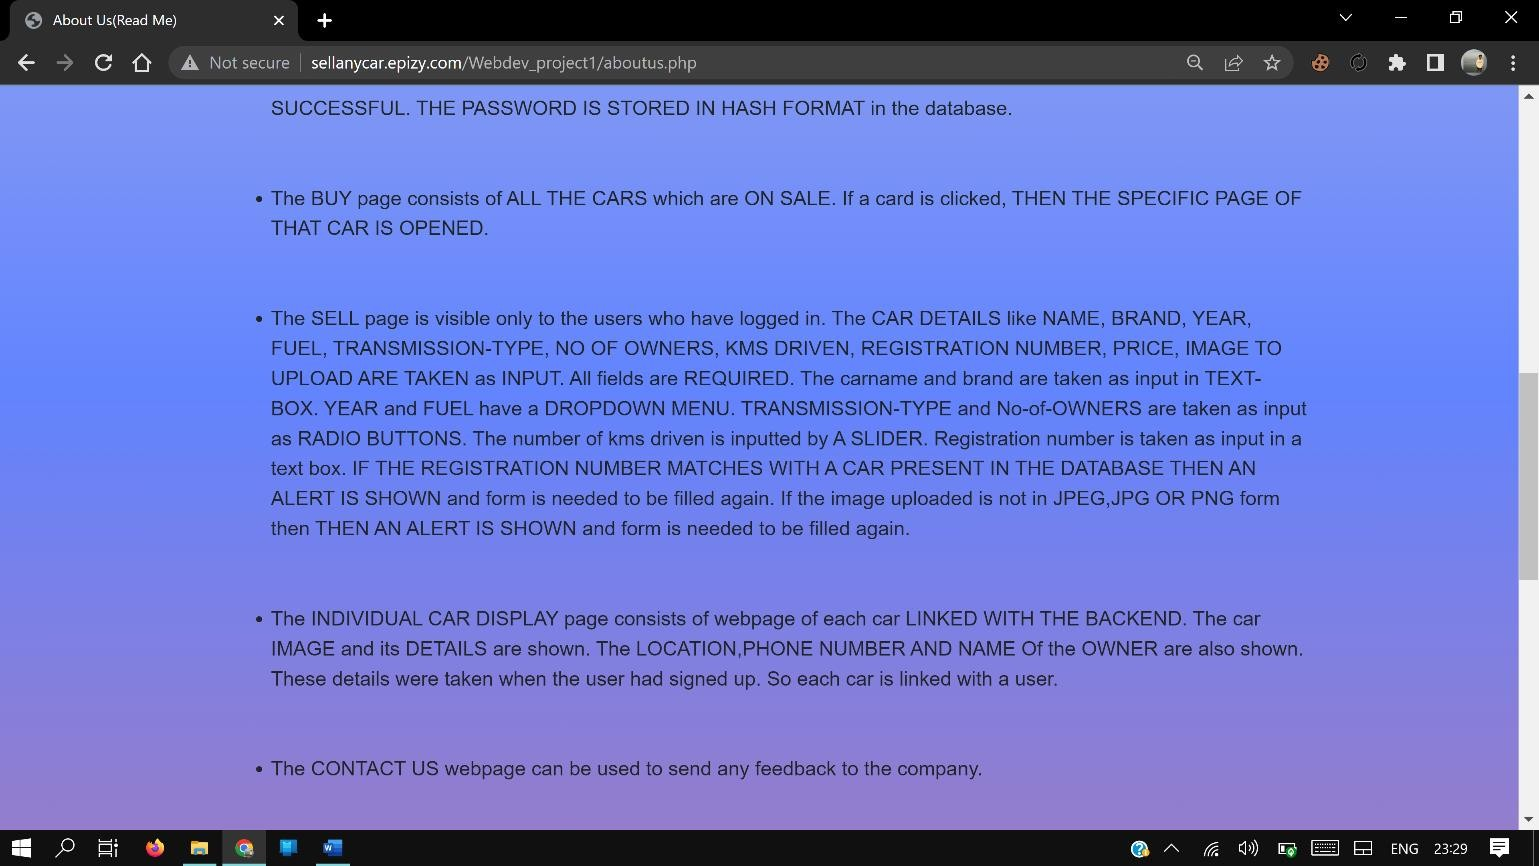 About Us(Read Me)
Not secure
sellanycar.epizy.com/Webdev_project1/aboutus.php
SUCCESSFUL. THE PASSWORD IS STORED IN HASH FORMAT in the database.
• The BUY page consists of ALL THE CARS which are ON SALE. If a card is clicked, THEN THE SPECIFIC PAGE OF
THAT CAR IS OPENED.
• The SELL page is visible only to the users who have logged in. The CAR DETAILS like NAME, BRAND, YEAR,
FUEL, TRANSMISSION-TYPE, NO OF OWNERS, KMS DRIVEN, REGISTRATION NUMBER, PRICE, IMAGE TO
UPLOAD ARE TAKEN as INPUT. All fields are REQUIRED. The carname and brand are taken as input in TEXT-
BOX. YEAR and FUEL have a DROPDOWN MENU. TRANSMISSION-TYPE and No-of-OWNERS are taken as input
as RADIO BUTTONS. The number of kms driven is inputted by A SLIDER. Registration number is taken as input in a
text box. IF THE REGISTRATION NUMBER MATCHES WITH A CAR PRESENT IN THE DATABASE THEN AN
ALERT IS SHOWN and form is needed to be filled again. If the image uploaded is not in JPEG,JPG OR PNG form
then THEN AN ALERT IS SHOWN and form is needed to be filled again.
• The INDIVIDUAL CAR DISPLAY page consists of webpage of each car LINKED WITH THE BACKEND. The car
IMAGE and its DETAILS are shown. The LOCATION,PHONE NUMBER AND NAME Of the OWNER are also shown.
These details were taken when the user had signed up. So each car is linked with a user.
• The CONTACT US webpage can be used to send any feedback to the company.
ENG
23:29